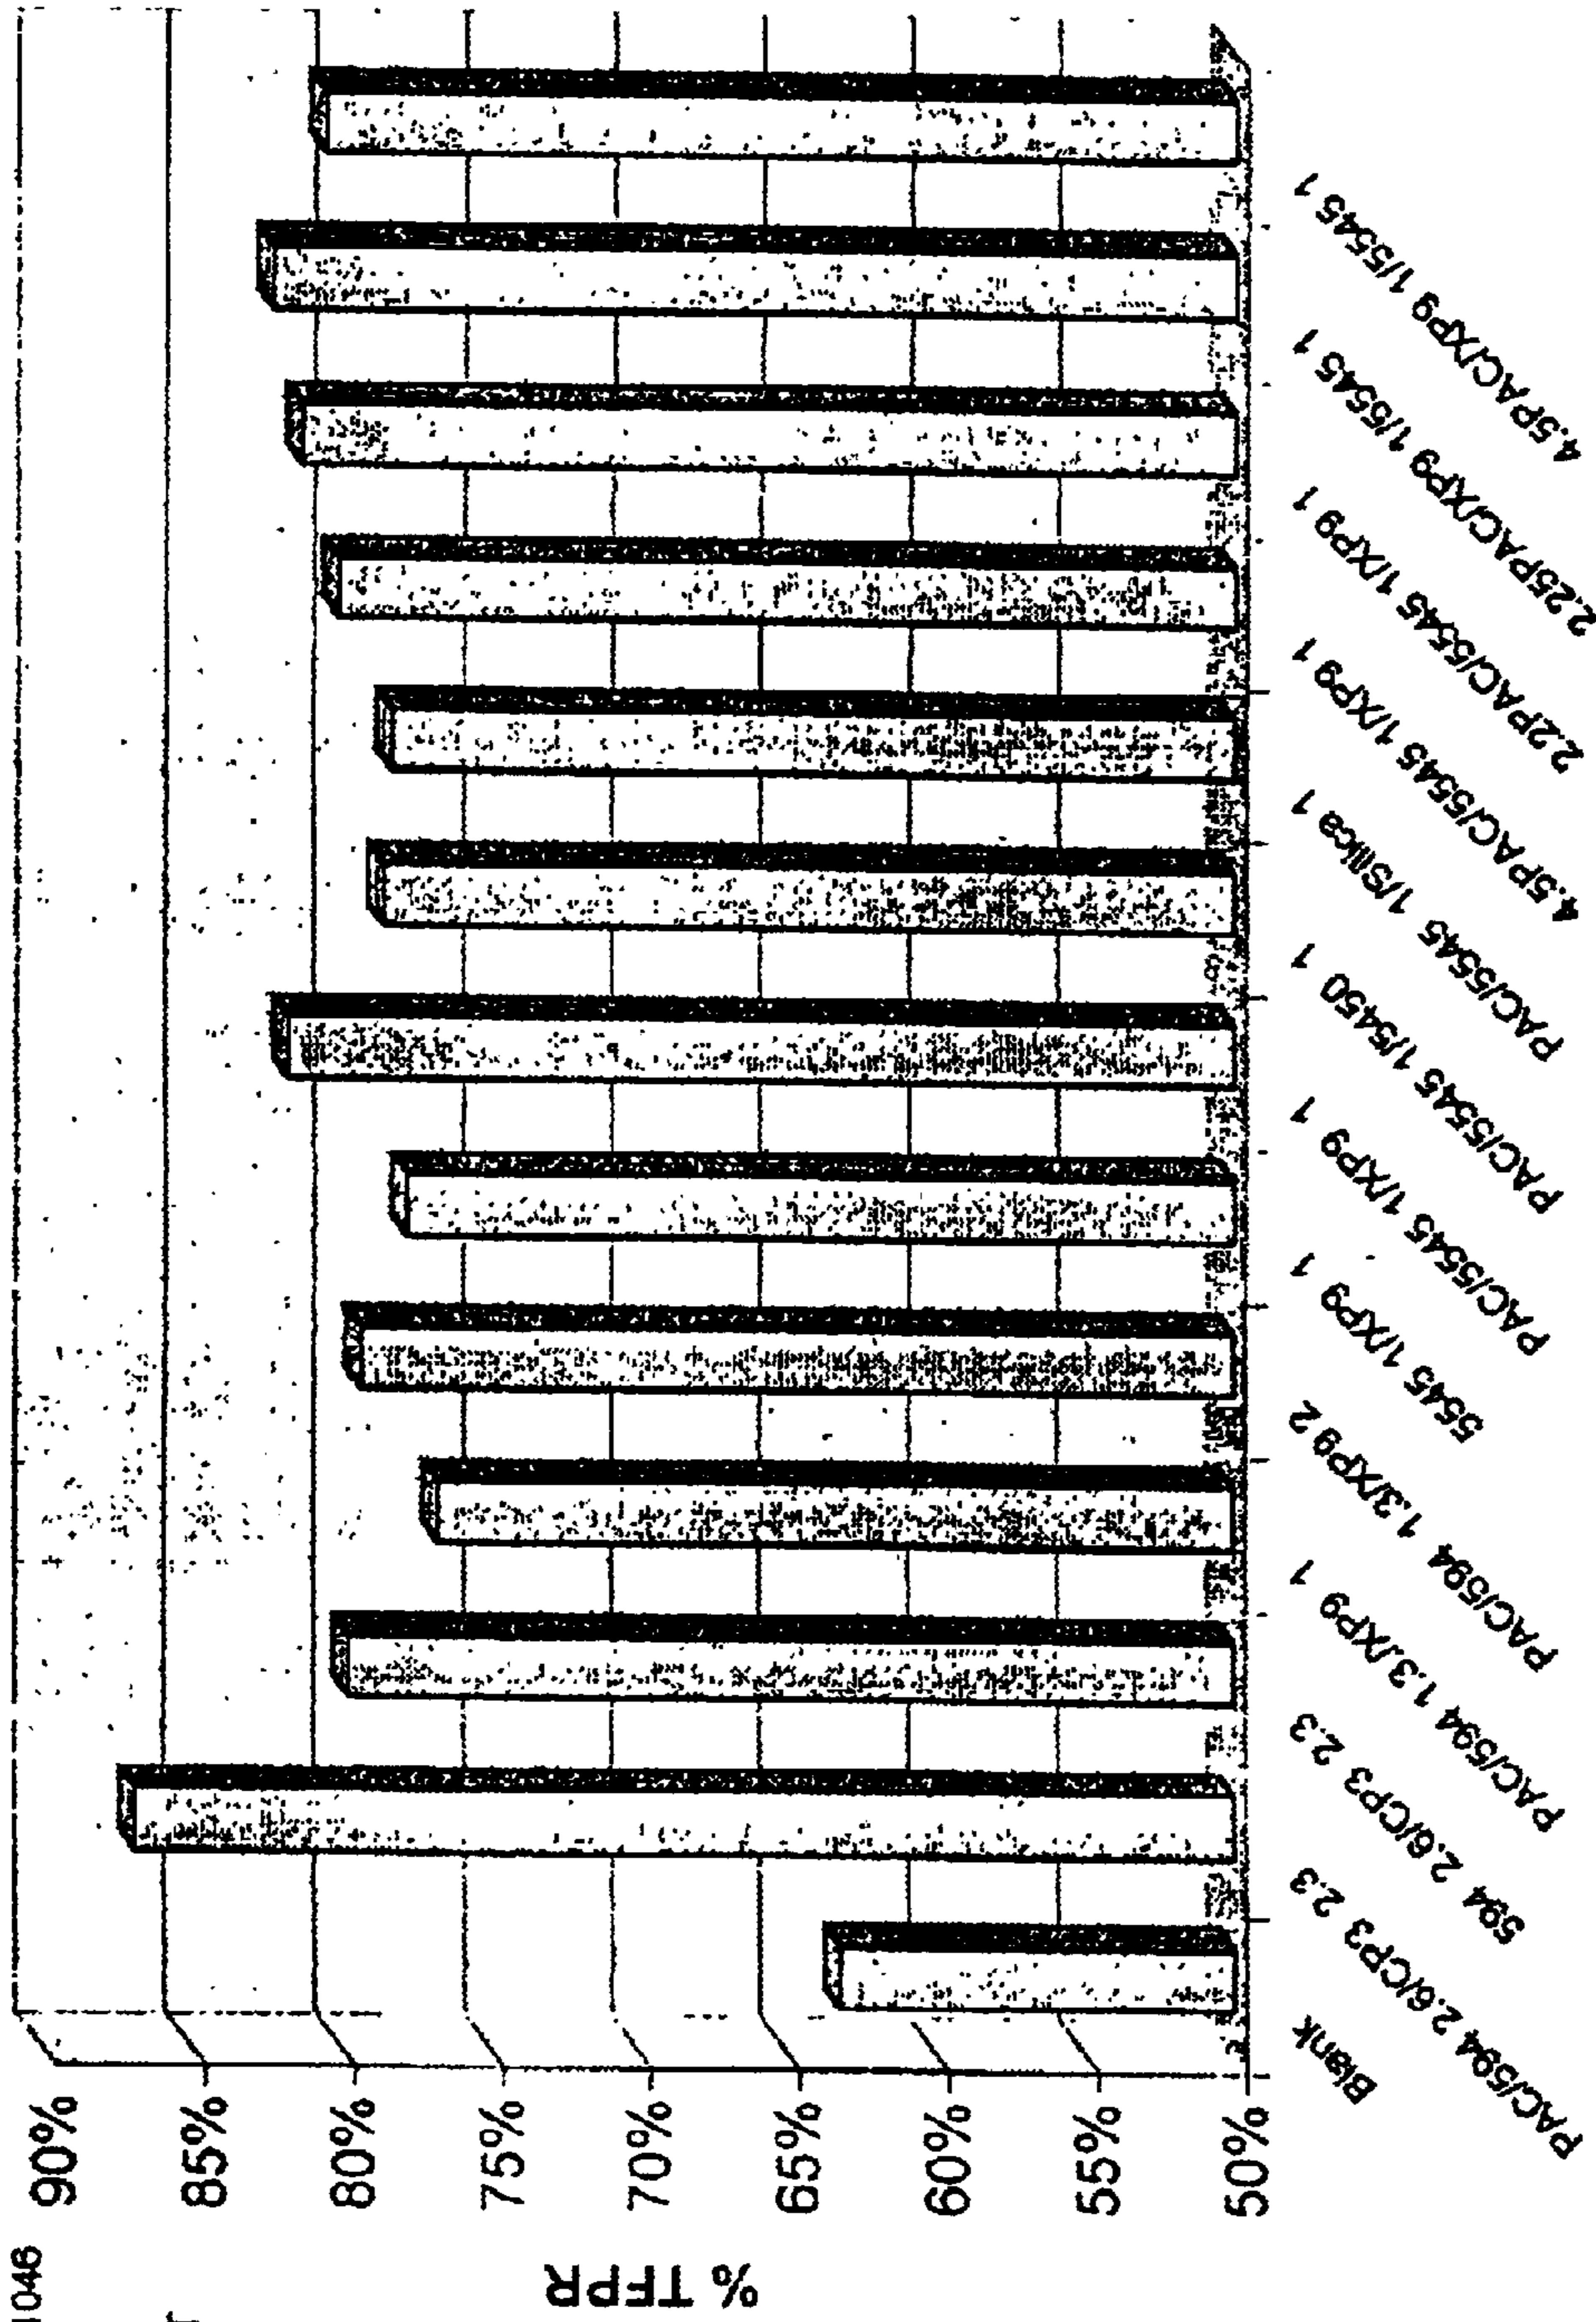 1046
% TFPR
90%
85%
80%
75%
70%
65%
60%
55%
50%
Blank
PAC/594 2.6/CP3 2.3
594 2.6/CP3 2.3
PAC/594 1.3./XP9 1
PAC/594 1.3/XP9 2
5545 1/XP9 1
PAC/5545 1/XP9 1
PAC/5545 1/5450 1
PAC/5545 1/Silica 1
4.5PAC/5545 1/XP9 1
2.2PAC/5545 1/XP9 1
2.25PAC/XP9 1/5545 1
4.5PAC/XP9 1/5545 1